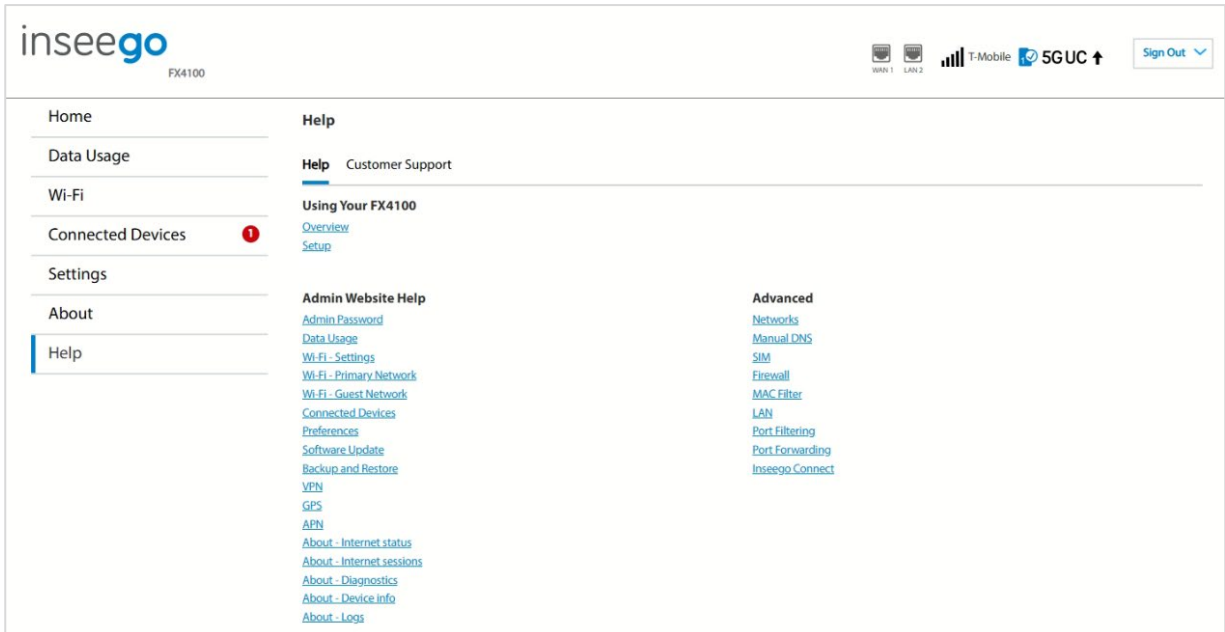 inseego
FX4100
WAN 1
LAN 2
T-Mobile
1
5G UC
Sign Out
Home
Data Usage
Wi-Fi
Connected Devices 1
Settings
About
Help
Help
Help Customer Support
Using Your FX4100
Overview
Setup
Admin Website Help
Admin Password
Data Usage
Wi-Fi - Settings
Wi-Fi - Primary Network
Wi-Fi - Guest Network
Connected Devices
Preferences
Software Update
Backup and Restore
VPN
GPS
APN
About - Internet status
About - Internet sessions
About - Diagnostics
About - Device info
About - Logs
Advanced
Networks
Manual DNS
SIM
Firewall
MAC Filter
LAN
Port Filtering
Port Forwarding
Inseego Connect